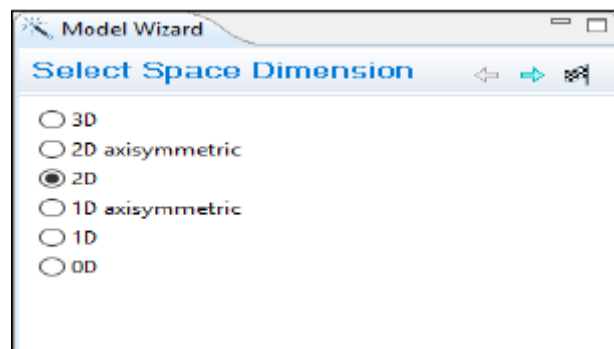 Model Wizard
Select Space Dimension
3D
2D axisymmetric
2D
1D axisymmetric
1D
0D